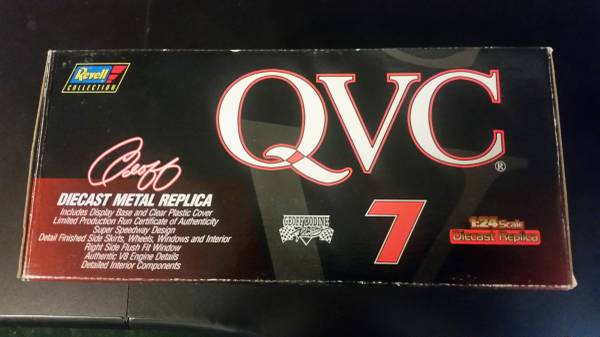 Revell
COLLECTION
QVC®
Geoff
DIECAST METAL REPLICA
Includes Display Base and Clear Plastic Cover
Limited Production Run Certificate of Authenticity
Super Speedway Design
Detail Finished Side Skirts, Wheels, Windows and Interior
Right Side Flush Fit Window
Authentic V8 Engine Details
Detailed Interior Components
GEOFF BODINE
7
1:24 Scale
Diecast Replica